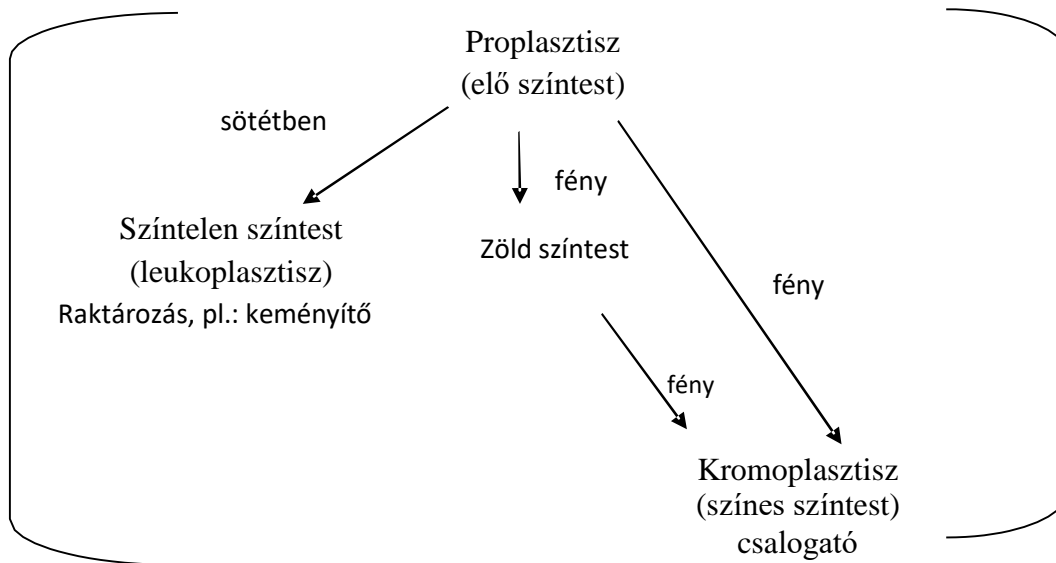 Proplasztisz
(elő színtest)
sötétben
fény
Színtelen színtest
(leukoplasztisz)
Raktározás, pl.: keményítő
Zöld színtest
fény
fény
Kromoplasztisz
(színes színtest)
csalogató